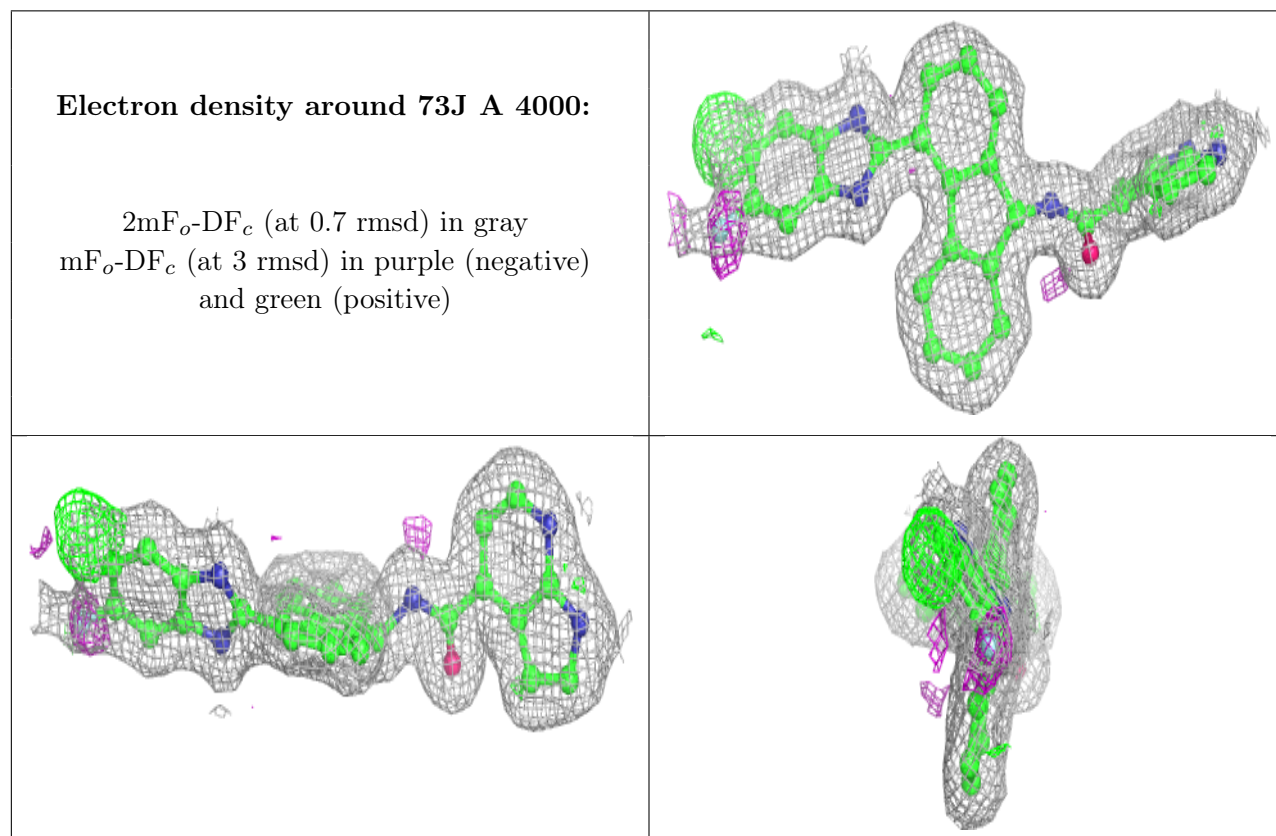 Electron density around 73J A 4000:
2mFo-DFc (at 0.7 rmsd) in gray
mFo-DFc (at 3 rmsd) in purple (negative)
and green (positive)